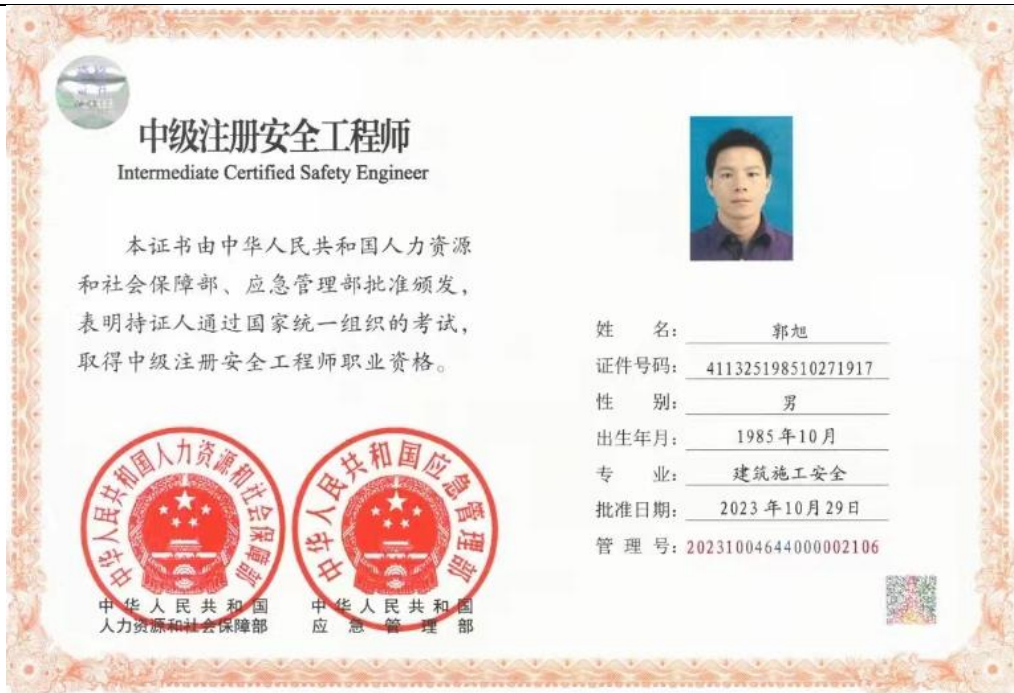 中级注册安全工程师
Intermediate Certified Safety Engineer
本证书由中华人民共和国人力资源
和社会保障部、应急管理部批准颁发，
表明持证人通过国家统一组织的考试，
取得中级注册安全工程师职业资格。
中华人民共和国人力资源和社会保障部
中华人民共和国应急管理部
中华人民共和国
人力资源和社会保障部
中华人民共和国
应急管理部
姓 名： 郭旭
证件号码： 411325198510271917
性 别： 男
出生年月： 1985年10月
专 业： 建筑施工安全
批准日期： 2023年10月29日
管 理 号：20231004644000002106